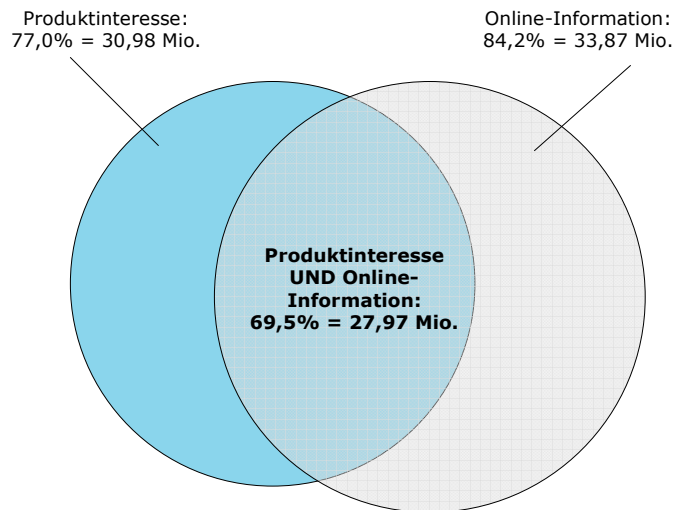 Produktinteresse:
77,0% = 30,98 Mio.
Online-Information:
84,2% = 33,87 Mio.
Produktinteresse
UND Online-
Information:
69,5% = 27,97 Mio.